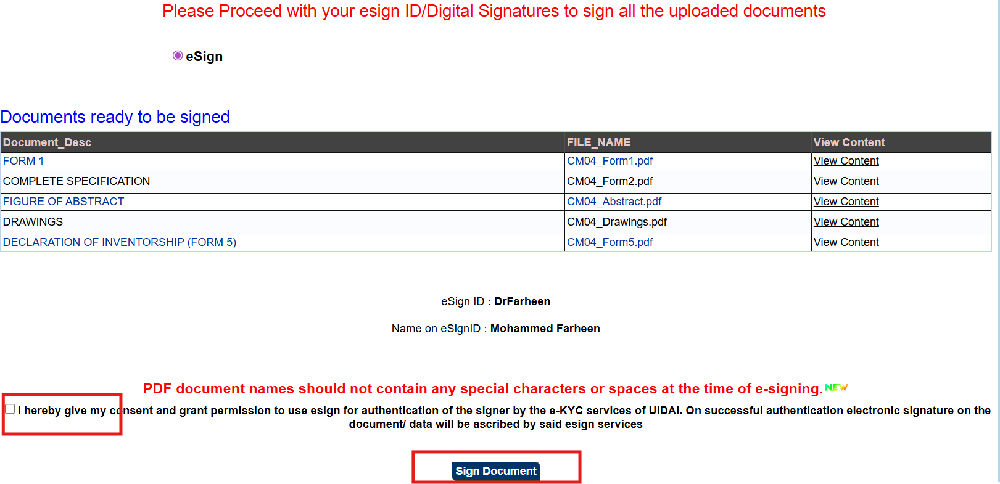 Please Proceed with your esign ID/Digital Signatures to sign all the uploaded documents
eSign
Documents ready to be signed
Document_Desc FILE_NAME View Content
FORM 1 CM04_Form1.pdf View Content
COMPLETE SPECIFICATION CM04_Form2.pdf View Content
FIGURE OF ABSTRACT CM04_Abstract.pdf View Content
DRAWINGS CM04_Drawings.pdf View Content
DECLARATION OF INVENTORSHIP (FORM 5) CM04_Form5.pdf View Content
eSign ID : DrFarheen
Name on eSignID : Mohammed Farheen
PDF document names should not contain any special characters or spaces at the time of e-signing. NEW
I hereby give my consent and grant permission to use esign for authentication of the signer by the e-KYC services of UIDAI. On successful authentication electronic signature on the
document/ data will be ascribed by said esign services
Sign Document